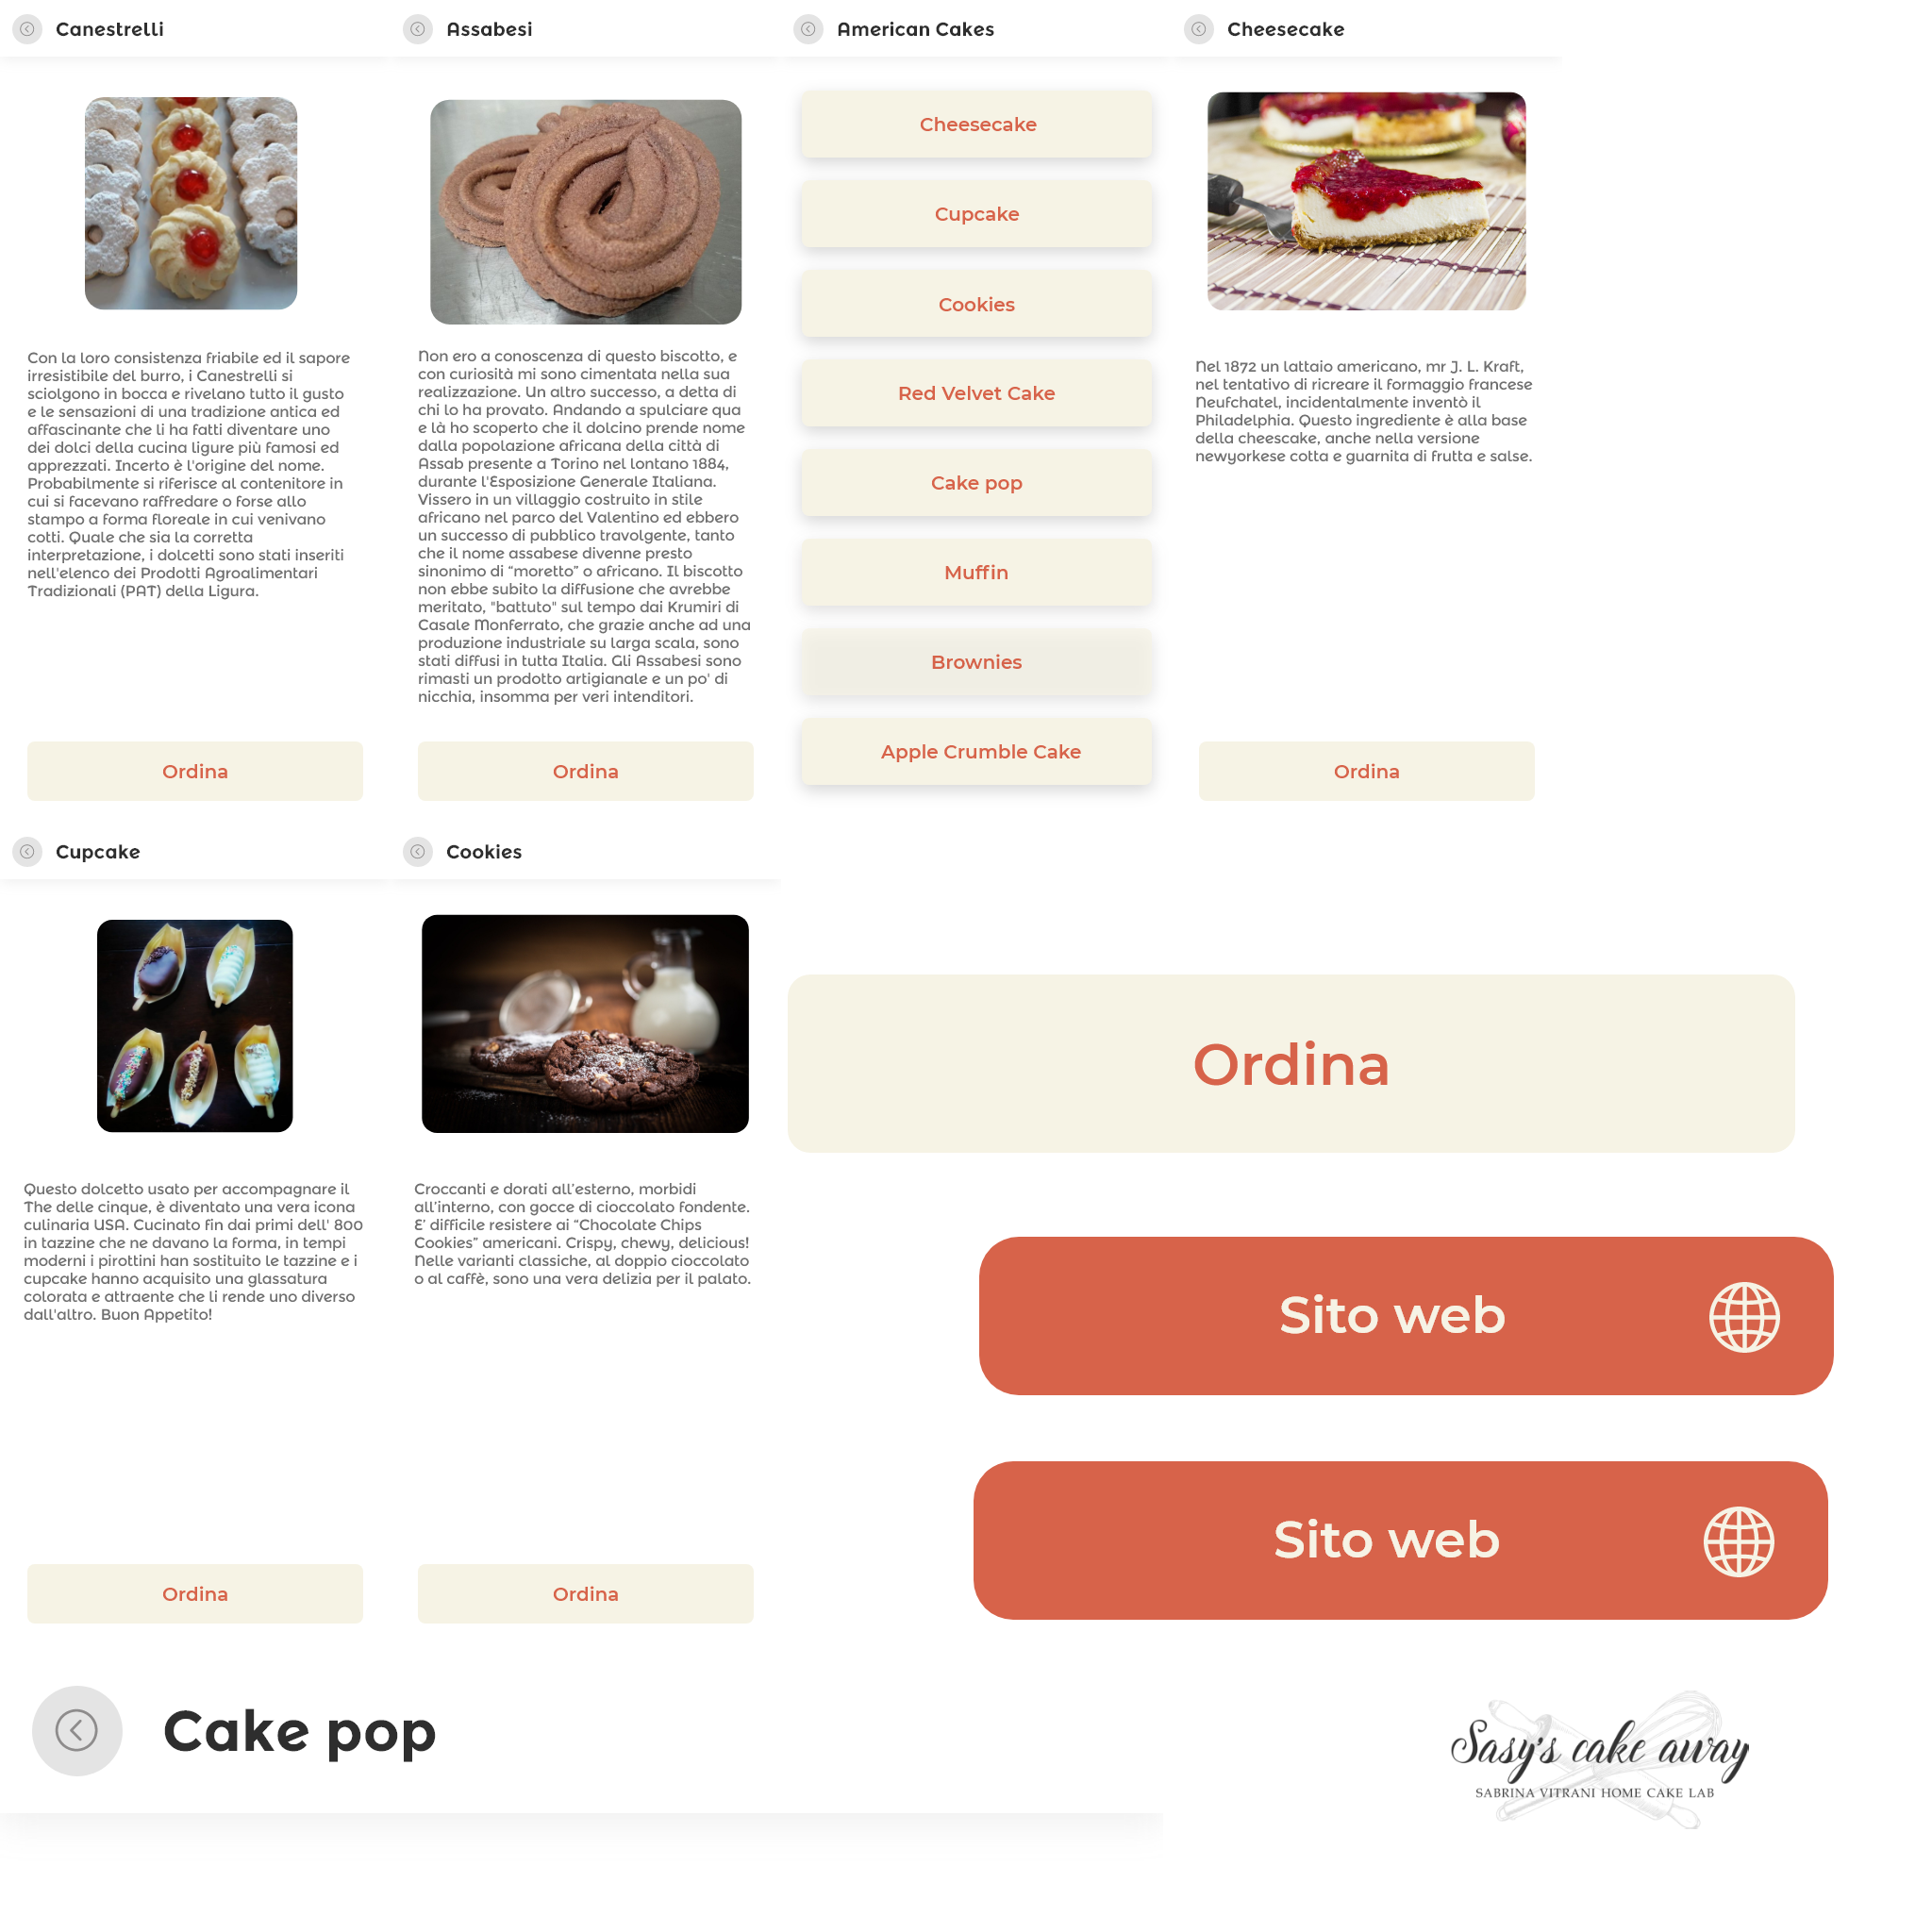 Canestrelli
Con la loro consistenza friabile ed il sapore
irresistibile del burro, i Canestrelli si
sciolgono in bocca e rivelano tutto il gusto
e le sensazioni di una tradizione antica ed
affascinante che li ha fatti diventare uno
dei dolci della cucina ligure più famosi ed
apprezzati. Incerto è l'origine del nome.
Probabilmente si riferisce al contenitore in
cui si facevano raffredare o forse allo
stampo a forma floreale in cui venivano
cotti. Quale che sia la corretta
interpretazione, i dolcetti sono stati inseriti
nell'elenco dei Prodotti Agroalimentari
Tradizionali (PAT) della Ligura.
Ordina
Assabesi
Non ero a conoscenza di questo biscotto, e
con curiosità mi sono cimentata nella sua
realizzazione. Un altro successo, a detta di
chi lo ha provato. Andando a spulciare qua
e là ho scoperto che il dolcino prende nome
dalla popolazione africana della città di
Assab presente a Torino nel lontano 1884,
durante l'Esposizione Generale Italiana.
Vissero in un villaggio costruito in stile
africano nel parco del Valentino ed ebbero
un successo di pubblico travolgente, tanto
che il nome assabese divenne presto
sinonimo di “moretto” o africano. Il biscotto
non ebbe subito la diffusione che avrebbe
meritato, "battuto" sul tempo dai Krumiri di
Casale Monferrato, che grazie anche ad una
produzione industriale su larga scala, sono
stati diffusi in tutta Italia. Gli Assabesi sono
rimasti un prodotto artigianale e un po' di
nicchia, insomma per veri intenditori.
Ordina
American Cakes
Cheesecake
Cupcake
Cookies
Red Velvet Cake
Cake pop
Muffin
Brownies
Apple Crumble Cake
Cheesecake
Nel 1872 un lattaio americano, mr J. L. Kraft,
nel tentativo di ricreare il formaggio francese
Neufchatel, incidentalmente inventò il
Philadelphia. Questo ingrediente è alla base
della cheescake, anche nella versione
newyorkese cotta e guarnita di frutta e salse.
Ordina
Cupcake
Questo dolcetto usato per accompagnare il
The delle cinque, è diventato una vera icona
culinaria USA. Cucinato fin dai primi dell' 800
in tazzine che ne davano la forma, in tempi
moderni i pirottini han sostituito le tazzine e i
cupcake hanno acquisito una glassatura
colorata e attraente che li rende uno diverso
dall'altro. Buon Appetito!
Ordina
Cookies
Croccanti e dorati all’esterno, morbidi
all’interno, con gocce di cioccolato fondente.
E’ difficile resistere ai “Chocolate Chips
Cookies” americani. Crispy, chewy, delicious!
Nelle varianti classiche, al doppio cioccolato
o al caffè, sono una vera delizia per il palato.
Ordina
Ordina
Sito web
Sito web
Cake pop
Sasy's cake away
SABRINA VITRANI HOME CAKE LAB